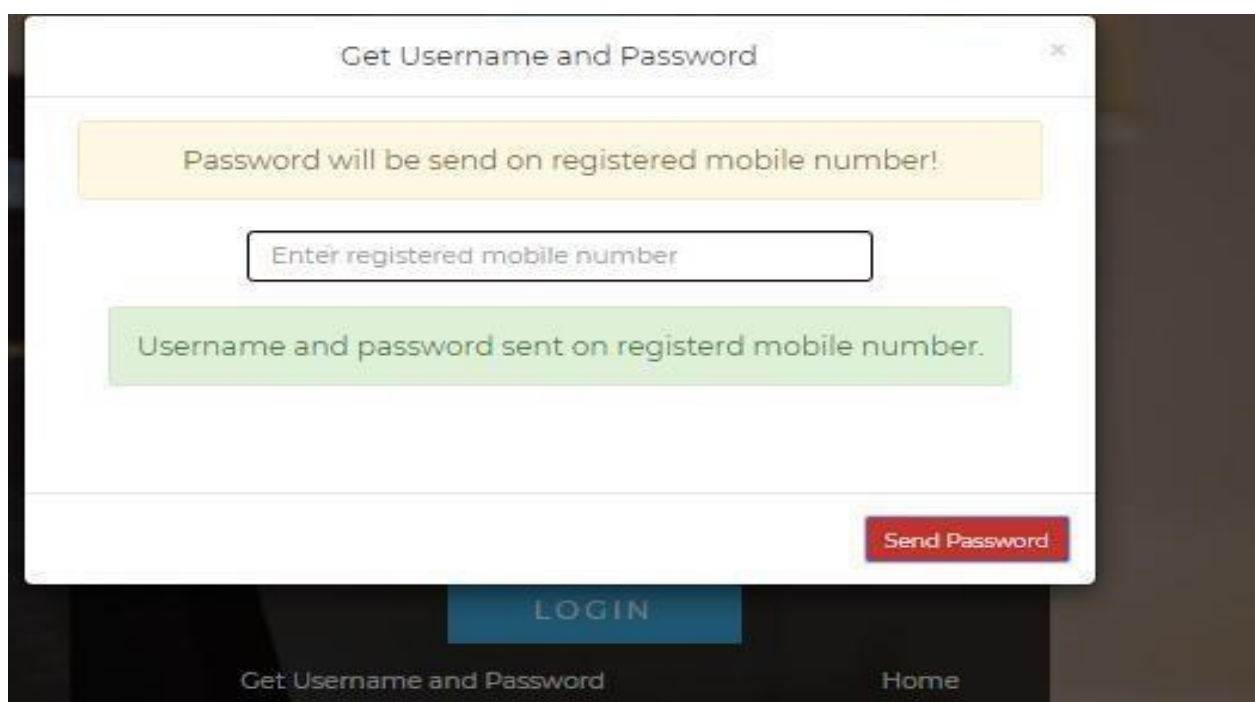 Get Username and Password ×
Password will be send on registered mobile number!
Enter registered mobile number
Username and password sent on registerd mobile number.
Send Password
LOGIN
Get Username and Password Home